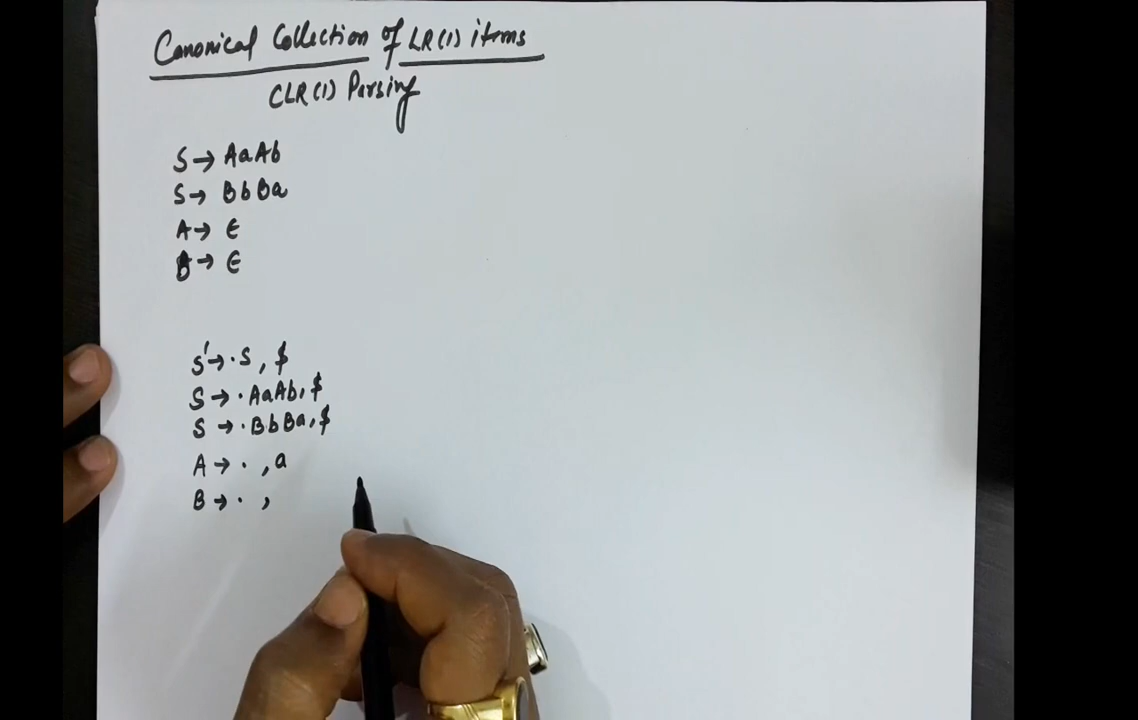 Canonical Collection of LR(1) items
CLR(1) Parsing
S → AaAb
S → BbBa
A → ϵ
B → ϵ
S' → ·S, $
S → ·AaAb, $
S → ·BbBa, $
A → · , a
B → · ,